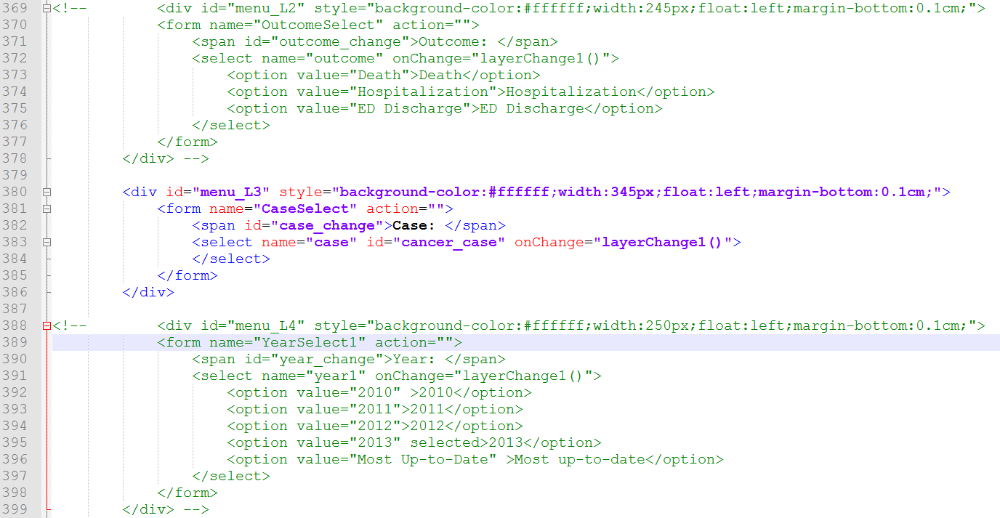 369 <!--        <div id="menu_L2" style="background-color:#ffffff;width:245px;float:left;margin-bottom:0.1cm;">
370             <form name="OutcomeSelect" action="">
371                 <span id="outcome_change">Outcome: </span>
372                 <select name="outcome" onChange="layerChange1()">
373                     <option value="Death">Death</option>
374                     <option value="Hospitalization">Hospitalization</option>
375                     <option value="ED Discharge">ED Discharge</option>
376                 </select>
377             </form>
378         </div> -->
379
380         <div id="menu_L3" style="background-color:#ffffff;width:345px;float:left;margin-bottom:0.1cm;">
381             <form name="CaseSelect" action="">
382                 <span id="case_change">Case: </span>
383                 <select name="case" id="cancer_case" onChange="layerChange1()">
384                 </select>
385             </form>
386         </div>
387
388 <!--        <div id="menu_L4" style="background-color:#ffffff;width:250px;float:left;margin-bottom:0.1cm;">
389             <form name="YearSelect1" action="">
390                 <span id="year_change">Year: </span>
391                 <select name="year1" onChange="layerChange1()">
392                     <option value="2010" >2010</option>
393                     <option value="2011">2011</option>
394                     <option value="2012">2012</option>
395                     <option value="2013" selected>2013</option>
396                     <option value="Most Up-to-Date" >Most up-to-date</option>
397                 </select>
398             </form>
399         </div> -->